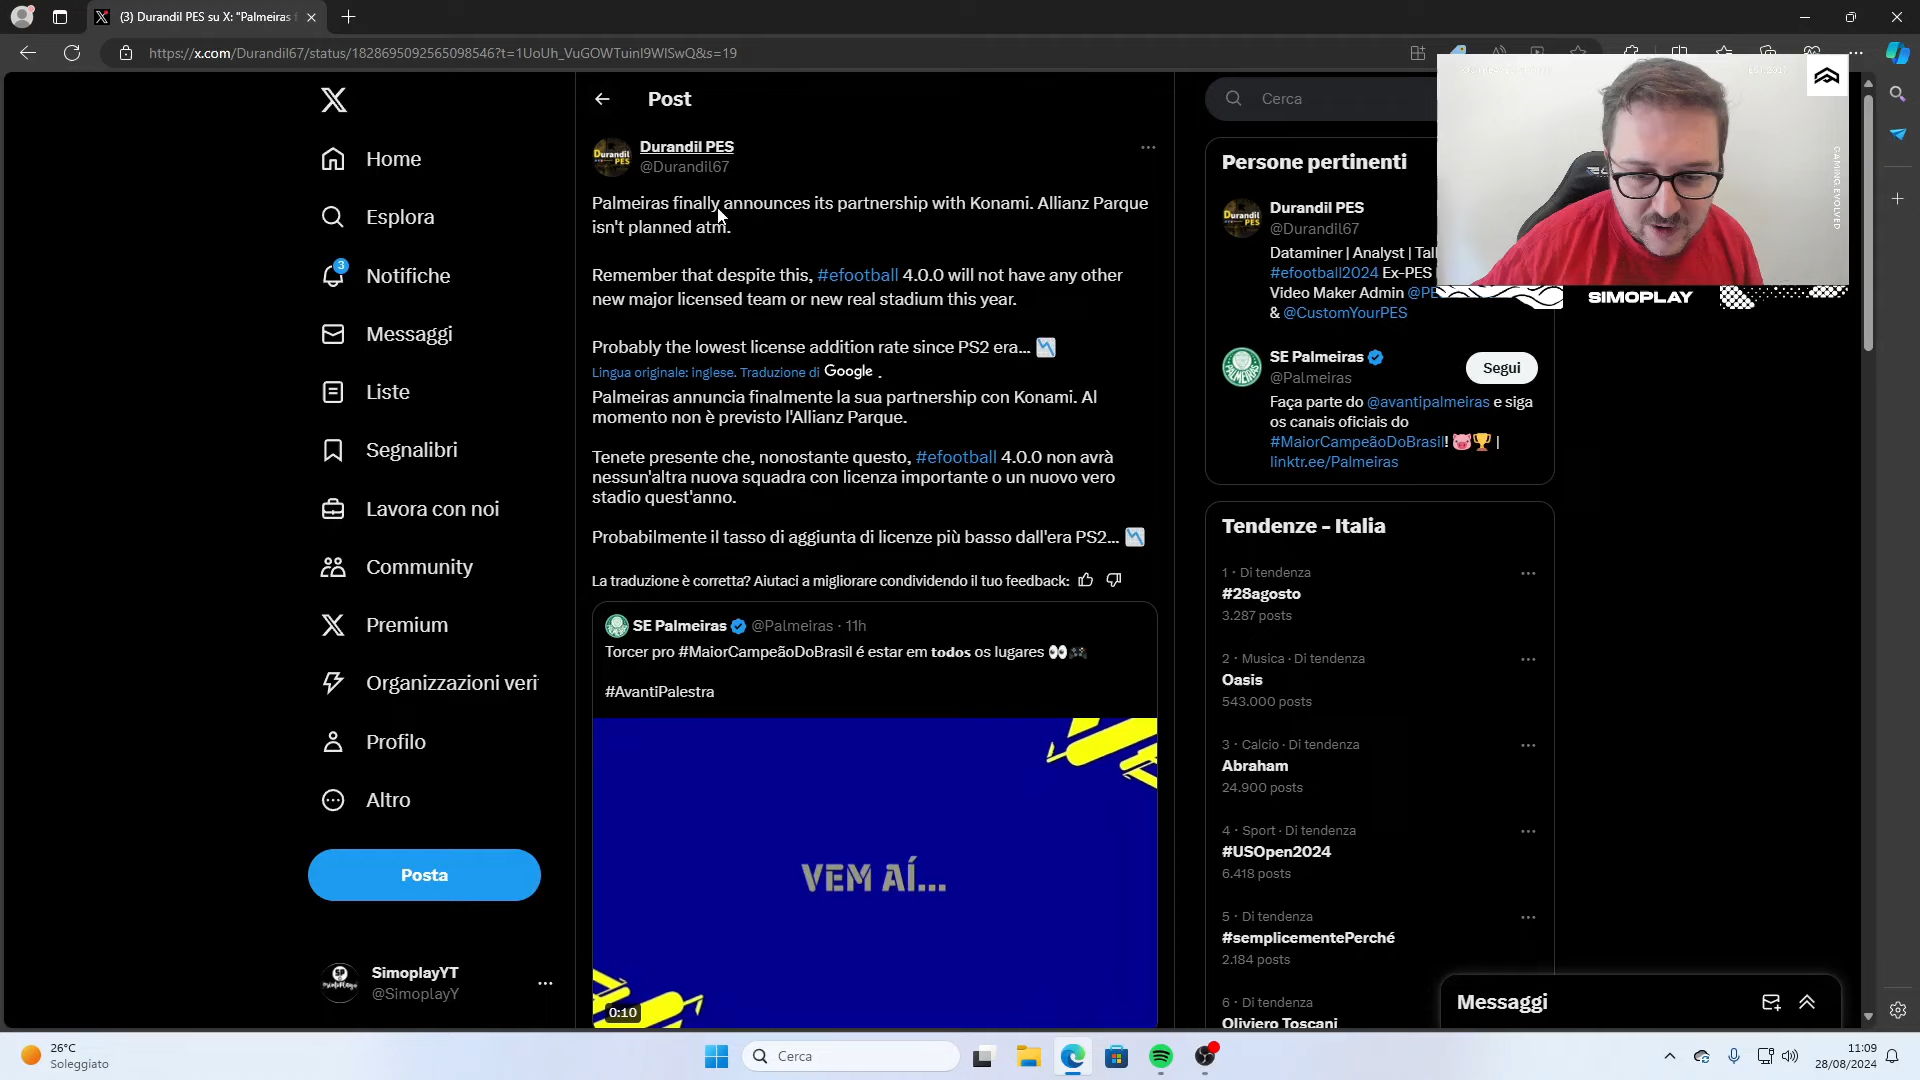 (3) Durandil PES su X: "Palmeiras f
https://x.com/Durandil67/status/1828695092565098546?t=1UoUh_VuGOWTuinI9WlSwQ&s=19
Home
Esplora
3
Notifiche
Messaggi
Liste
Segnalibri
Lavora con noi
Community
Premium
Organizzazioni veri
Profilo
Altro
Posta
SimoplayYT
@SimoplayY
Post
Durandil PES
@Durandil67
Palmeiras finally announces its partnership with Konami. Allianz Parque
isn't planned atm.
Remember that despite this, #efootball 4.0.0 will not have any other
new major licensed team or new real stadium this year.
Probably the lowest license addition rate since PS2 era...
Lingua originale: inglese. Traduzione di Google .
Palmeiras annuncia finalmente la sua partnership con Konami. Al
momento non è previsto l'Allianz Parque.
Tenete presente che, nonostante questo, #efootball 4.0.0 non avrà
nessun'altra nuova squadra con licenza importante o un nuovo vero
stadio quest'anno.
Probabilmente il tasso di aggiunta di licenze più basso dall'era PS2...
La traduzione è corretta? Aiutaci a migliorare condividendo il tuo feedback:
SE Palmeiras @Palmeiras · 11h
Torcer pro #MaiorCampeãoDoBrasil é estar em todos os lugares 👀🎮
#AvantiPalestra
VEM AÍ...
0:10
Cerca
Persone pertinenti
Durandil PES
@Durandil67
Dataminer | Analyst | Tal
#efootball2024 Ex-PES
Video Maker Admin @PE
& @CustomYourPES
SE Palmeiras
@Palmeiras
Segui
Faça parte do @avantipalmeiras e siga
os canais oficiais do
#MaiorCampeãoDoBrasil! 🐷🏆 |
linktr.ee/Palmeiras
Tendenze - Italia
1 · Di tendenza
#28agosto
3.287 posts
2 · Musica · Di tendenza
Oasis
543.000 posts
3 · Calcio · Di tendenza
Abraham
24.900 posts
4 · Sport · Di tendenza
#USOpen2024
6.418 posts
5 · Di tendenza
#semplicementePerché
2.184 posts
6 · Di tendenza
Oliviero Toscani
Messaggi
GAMING.EVOLVED
SIMOPLAY
26°C
Soleggiato
Cerca
11:09
28/08/2024